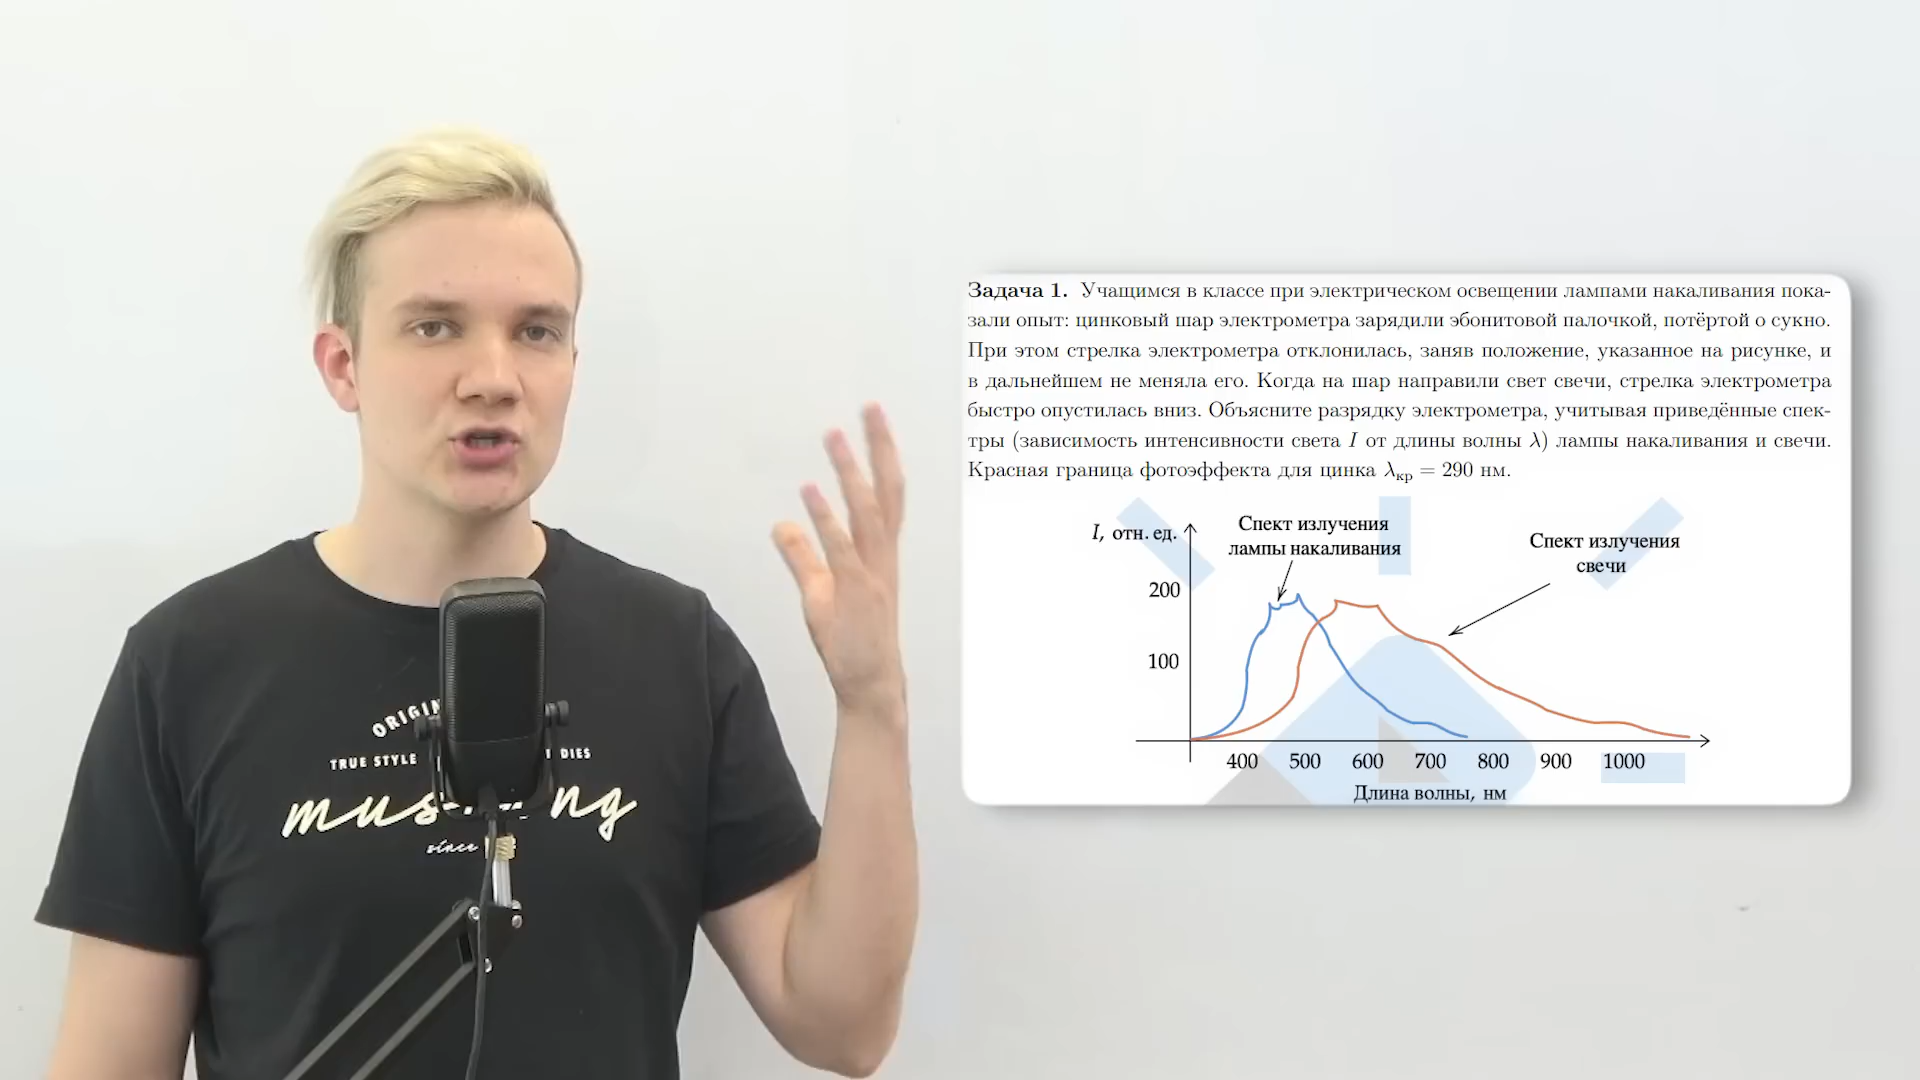 Задача 1. Учащимся в классе при электрическом освещении лампами накаливания пока-
зали опыт: цинковый шар электрометра зарядили эбонитовой палочкой, потёртой о сукно.
При этом стрелка электрометра отклонилась, заняв положение, указанное на рисунке, и
в дальнейшем не меняла его. Когда на шар направили свет свечи, стрелка электрометра
быстро опустилась вниз. Объясните разрядку электрометра, учитывая приведённые спек-
тры (зависимость интенсивности света I от длины волны λ) лампы накаливания и свечи.
Красная граница фотоэффекта для цинка λкр = 290 нм.
I, отн. ед.
Спект излучения
лампы накаливания
Спект излучения
свечи
200
100
400 500 600 700 800 900 1000
Длина волны, нм
TRUE STYLE
DIES
since